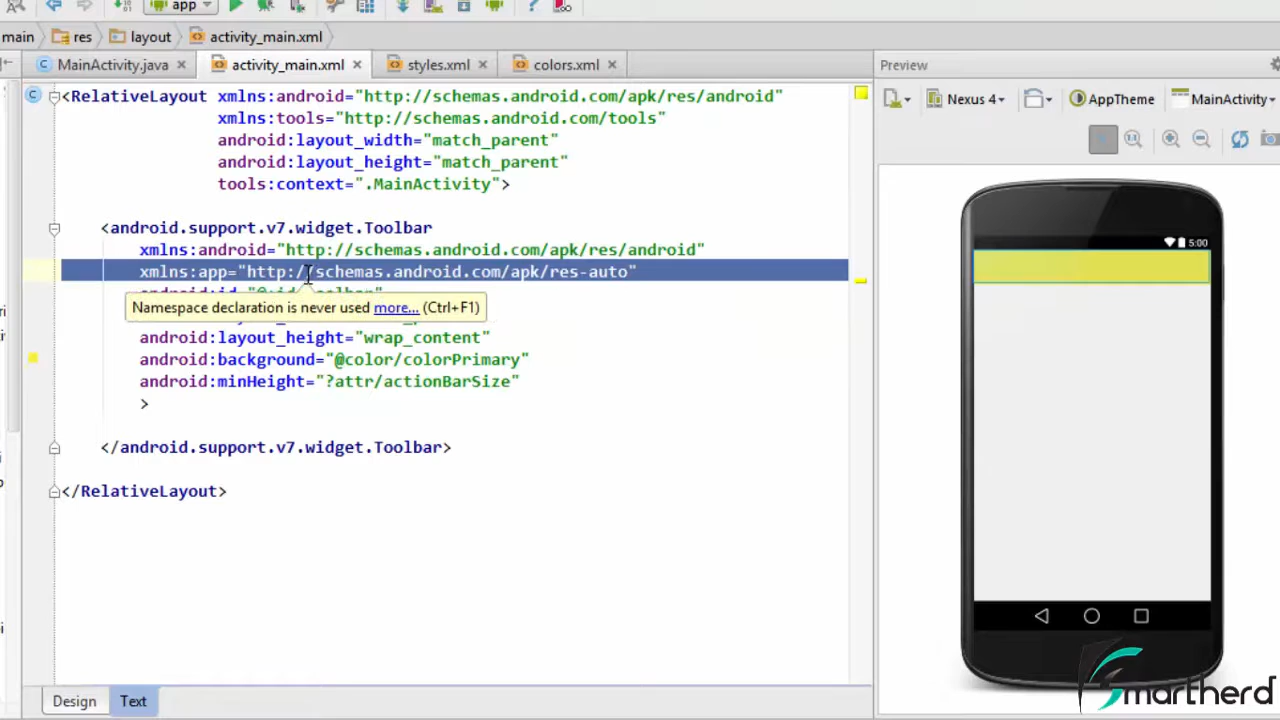 app
main res layout activity_main.xml
MainActivity.java activity_main.xml styles.xml colors.xml
Preview
<RelativeLayout xmlns:android="http://schemas.android.com/apk/res/android"
Nexus 4 AppTheme MainActivity
xmlns:tools="http://schemas.android.com/tools"
android:layout_width="match_parent"
android:layout_height="match_parent"
tools:context=".MainActivity">
<android.support.v7.widget.Toolbar
xmlns:android="http://schemas.android.com/apk/res/android"
5:00
xmlns:app="http://schemas.android.com/apk/res-auto"
Namespace declaration is never used more... (Ctrl+F1)
android:layout_height="wrap_content"
android:background="@color/colorPrimary"
android:minHeight="?attr/actionBarSize"
>
</android.support.v7.widget.Toolbar>
</RelativeLayout>
Design Text
Smartherd